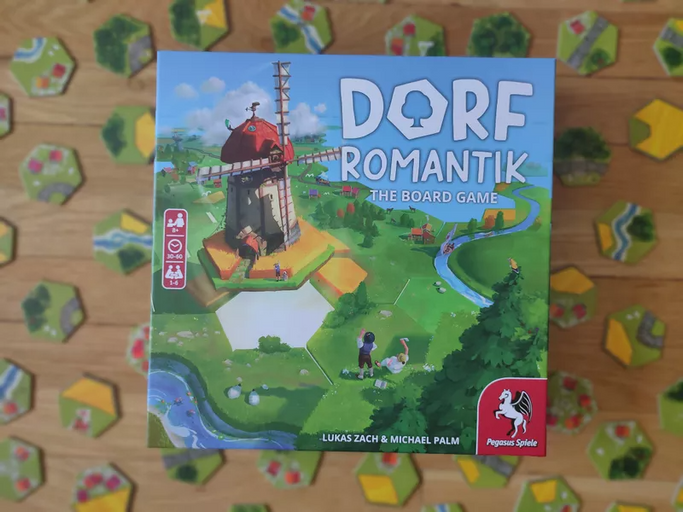 DORF
ROMANTIK
THE BOARD GAME
8+
30-60
1-6
LUKAS ZACH & MICHAEL PALM
Pegasus Spiele